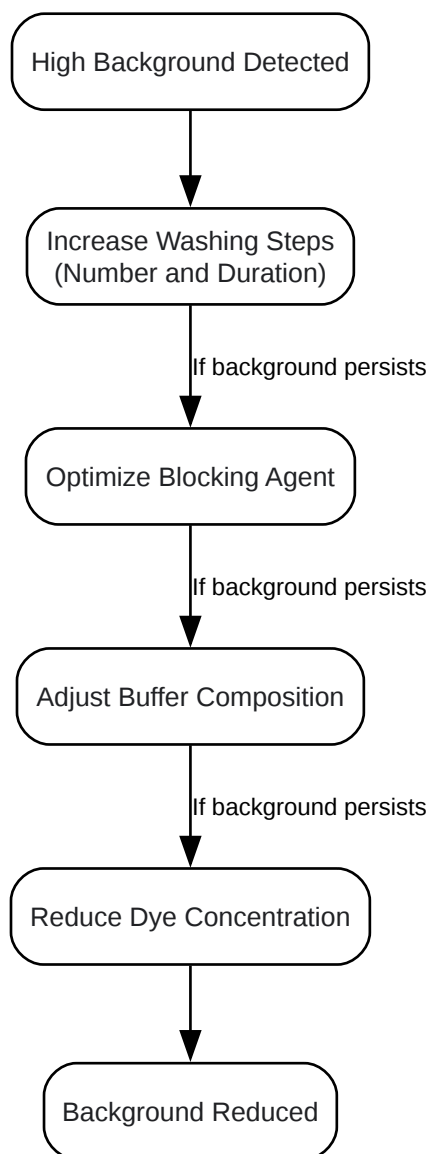 High Background Detected
Increase Washing Steps
(Number and Duration)
If background persists
Optimize Blocking Agent
If background persists
Adjust Buffer Composition
If background persists
Reduce Dye Concentration
Background Reduced